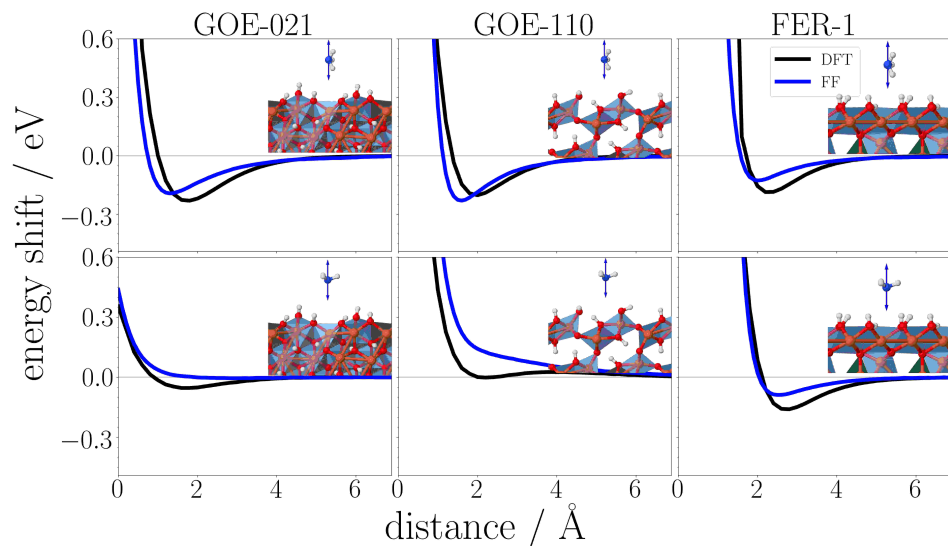 GOE-021 GOE-110 FER-1
0.6
DFT
FF
0.3
0.0
−0.3
0.6
0.3
0.0
−0.3
0 2 4 6 0 2 4 6 0 2 4 6
energy shift / eV
distance / Å